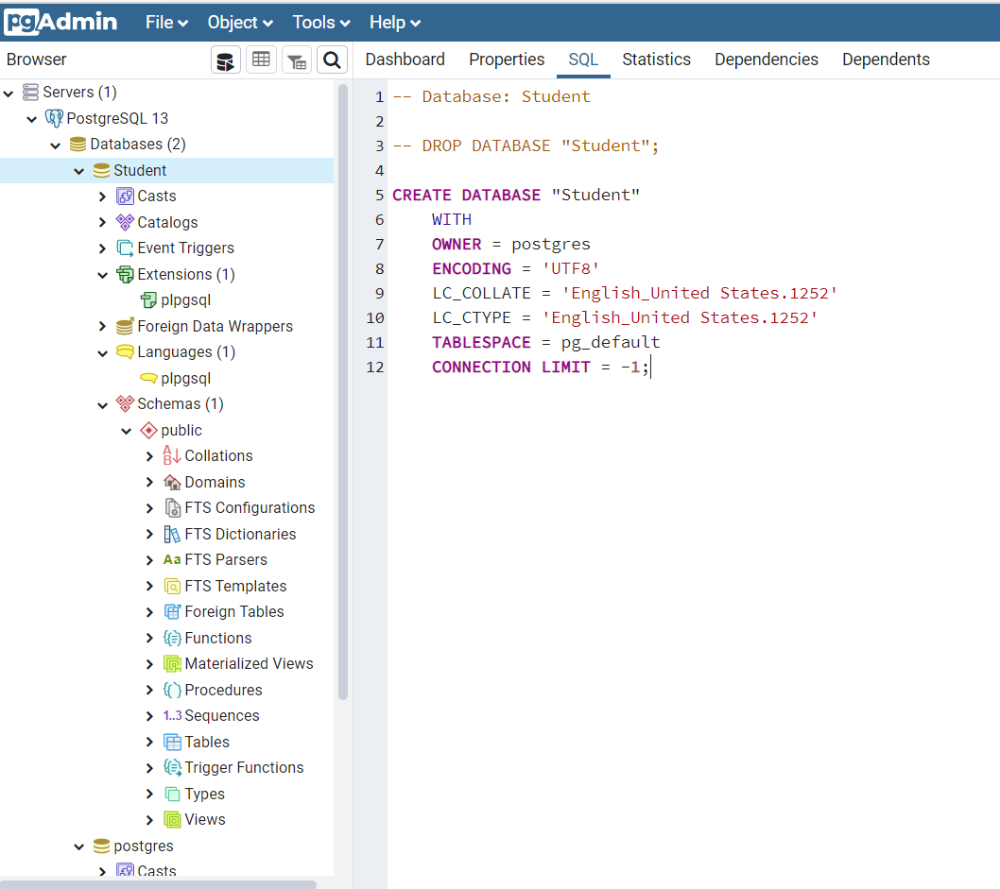 pgAdmin File Object Tools Help
Browser
Dashboard Properties SQL Statistics Dependencies Dependents
Servers (1)
PostgreSQL 13
Databases (2)
Student
Casts
Catalogs
Event Triggers
Extensions (1)
plpgsql
Foreign Data Wrappers
Languages (1)
plpgsql
Schemas (1)
public
Collations
Domains
FTS Configurations
FTS Dictionaries
Aa FTS Parsers
FTS Templates
Foreign Tables
Functions
Materialized Views
Procedures
1..3 Sequences
Tables
Trigger Functions
Types
Views
postgres
Casts
1 -- Database: Student
2
3 -- DROP DATABASE "Student";
4
5 CREATE DATABASE "Student"
6 WITH
7 OWNER = postgres
8 ENCODING = 'UTF8'
9 LC_COLLATE = 'English_United States.1252'
10 LC_CTYPE = 'English_United States.1252'
11 TABLESPACE = pg_default
12 CONNECTION LIMIT = -1;